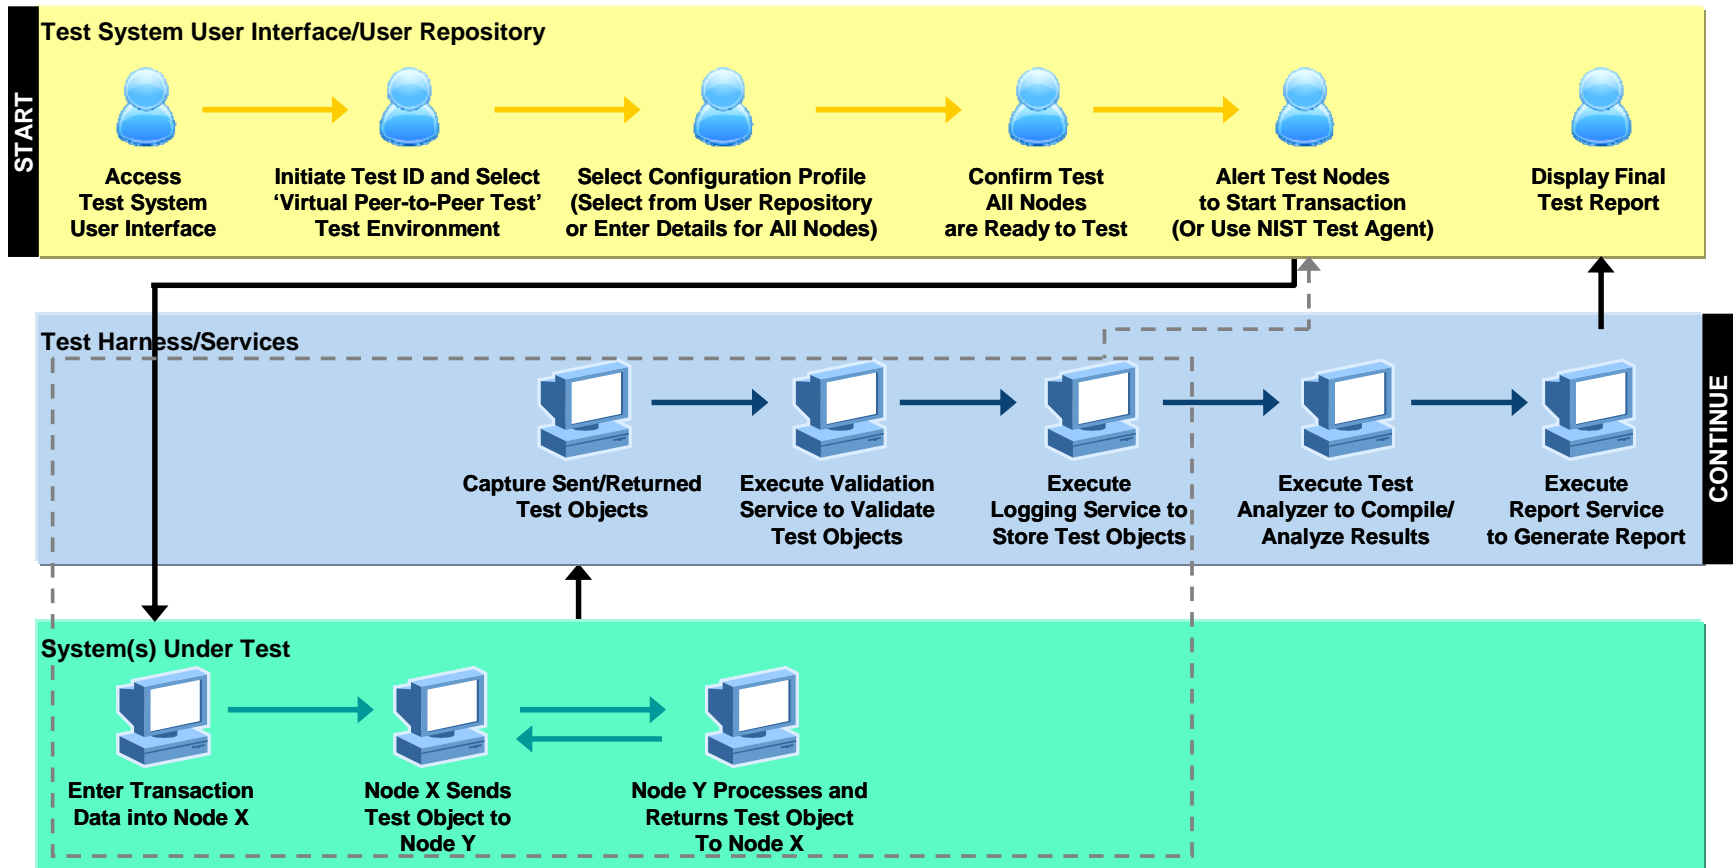 START
Test System User Interface/User Repository
Access
Test System
User Interface
Initiate Test ID and Select
‘Virtual Peer-to-Peer Test’
Test Environment
Select Configuration Profile
(Select from User Repository
or Enter Details for All Nodes)
Confirm Test
All Nodes
are Ready to Test
Alert Test Nodes
to Start Transaction
(Or Use NIST Test Agent)
Display Final
Test Report
Test Harness/Services
Capture Sent/Returned
Test Objects
Execute Validation
Service to Validate
Test Objects
Execute
Logging Service to
Store Test Objects
Execute Test
Analyzer to Compile/
Analyze Results
Execute
Report Service
to Generate Report
CONTINUE
System(s) Under Test
Enter Transaction
Data into Node X
Node X Sends
Test Object to
Node Y
Node Y Processes and
Returns Test Object
To Node X